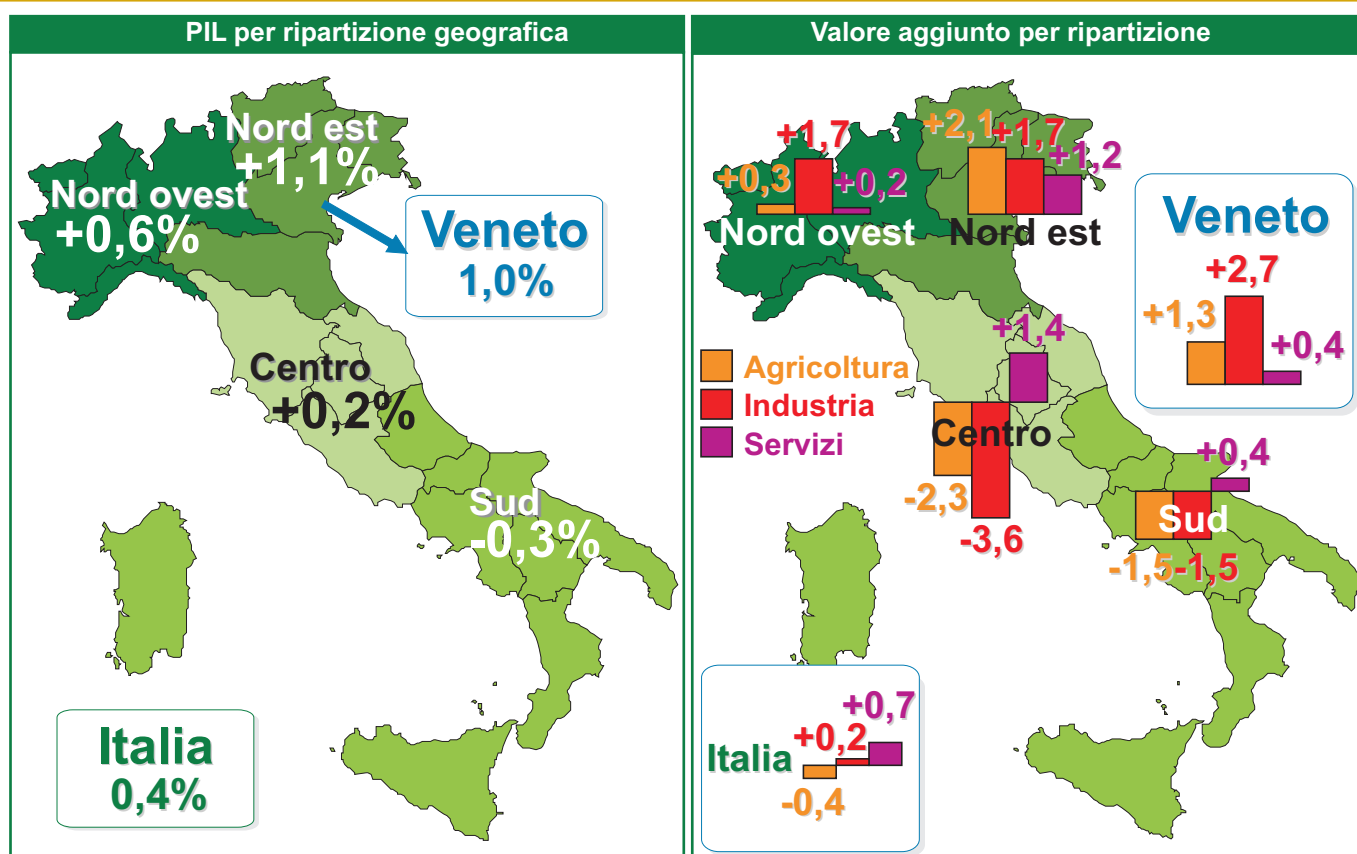 PIL per ripartizione geografica
Nord est
+1,1%
Nord ovest
+0,6%
Veneto
1,0%
Centro
+0,2%
Sud
-0,3%
Italia
0,4%
Valore aggiunto per ripartizione
+0,3
+1,7
+0,2
Nord ovest
+2,1
+1,7
+1,2
Nord est
Veneto
+1,3
+2,7
+0,4
Agricoltura
Industria
Servizi
+1,4
Centro
-2,3
-3,6
+0,4
Sud
-1,5
-1,5
Italia
+0,2
+0,7
-0,4